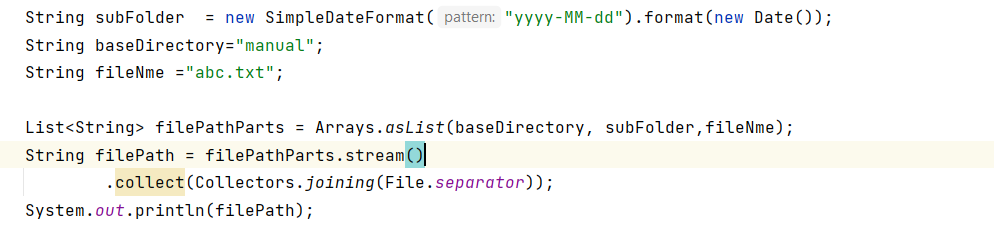 String subFolder  = new SimpleDateFormat( pattern: "yyyy-MM-dd").format(new Date());
String baseDirectory="manual";
String fileNme ="abc.txt";
List<String> filePathParts = Arrays.asList(baseDirectory, subFolder,fileNme);
String filePath = filePathParts.stream()
.collect(Collectors.joining(File.separator));
System.out.println(filePath);